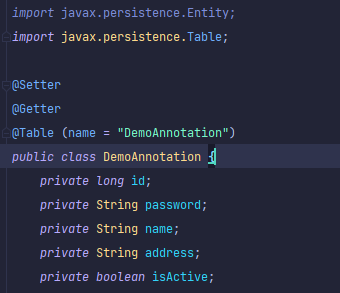 import javax.persistence.Entity;
import javax.persistence.Table;
@Setter
@Getter
@Table (name = "DemoAnnotation")
public class DemoAnnotation {
private long id;
private String password;
private String name;
private String address;
private boolean isActive;